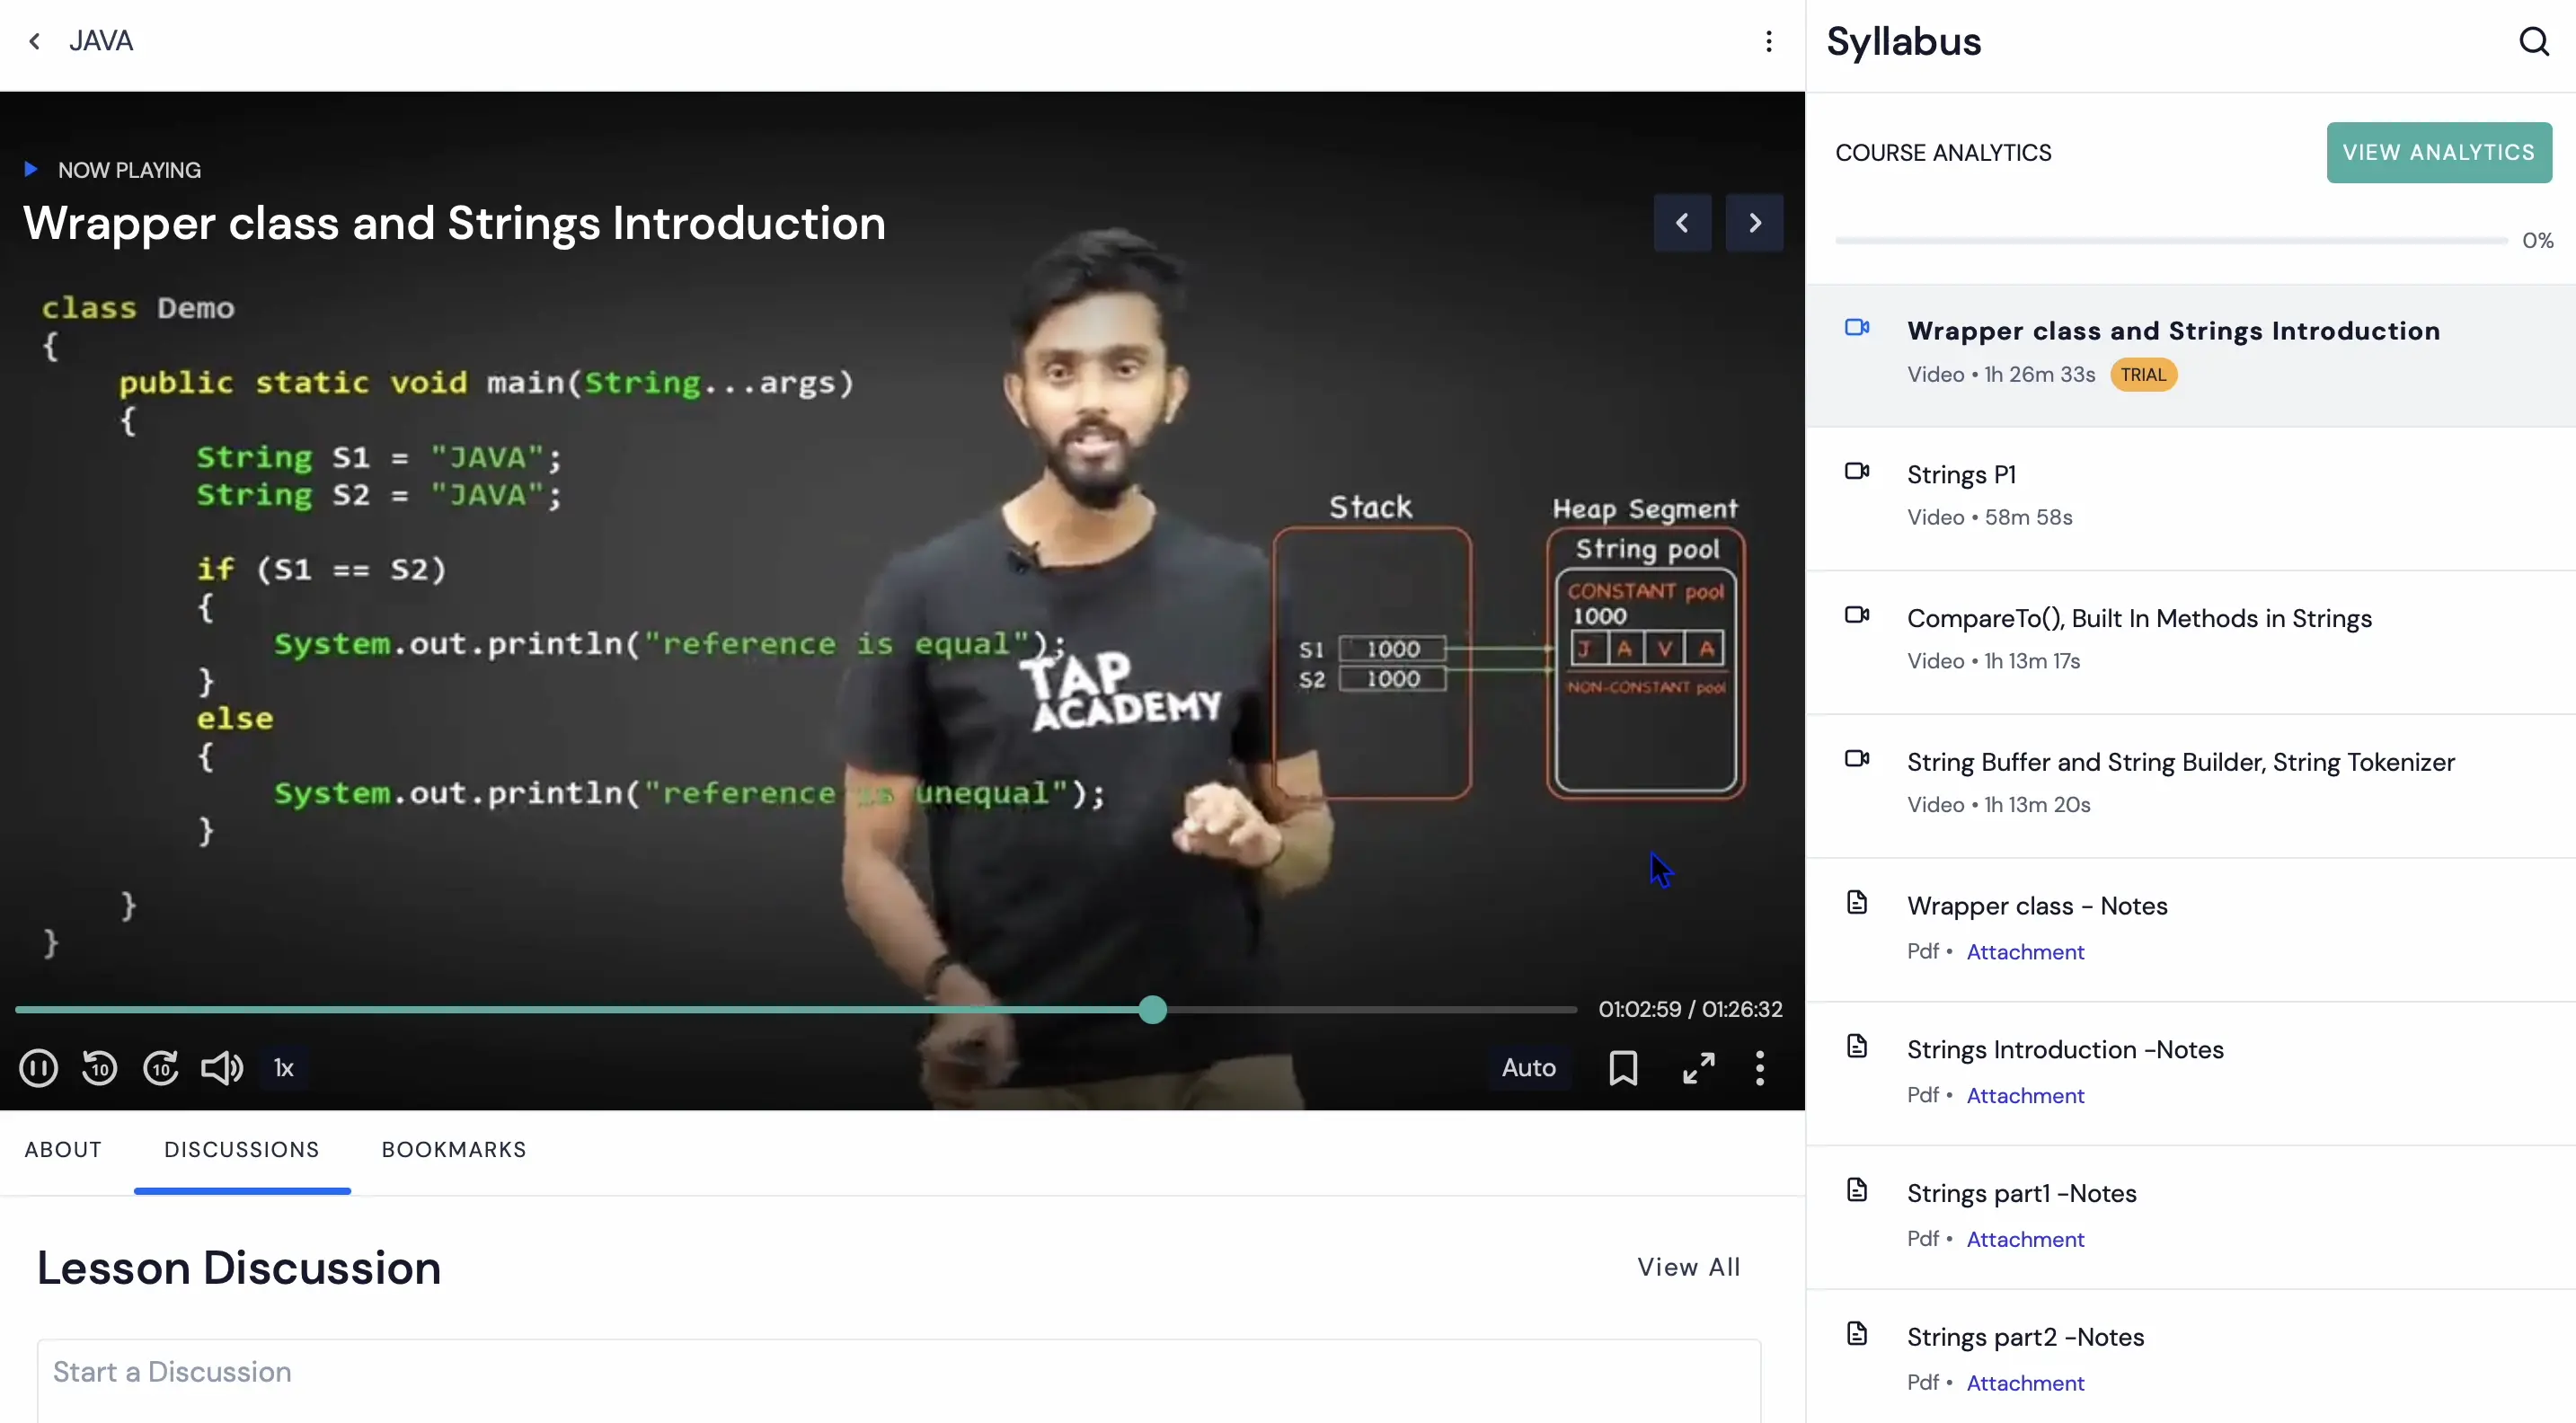 JAVA
NOW PLAYING
Wrapper class and Strings Introduction
class Demo
{
public static void main(String...args)
{
String S1 = "JAVA";
String S2 = "JAVA";
if (S1 == S2)
{
System.out.println("reference is equal");
}
else
{
System.out.println("reference is unequal");
}
}
}
TAP
ACADEMY
Stack
S1 1000
S2 1000
Heap Segment
String pool
CONSTANT pool
1000
J A V A
NON-CONSTANT pool
01:02:59 / 01:26:32
10
10
1x
Auto
ABOUT
DISCUSSIONS
BOOKMARKS
Lesson Discussion
View All
Start a Discussion
Syllabus
COURSE ANALYTICS
VIEW ANALYTICS
0%
Wrapper class and Strings Introduction
Video • 1h 26m 33s TRIAL
Strings P1
Video • 58m 58s
CompareTo(), Built In Methods in Strings
Video • 1h 13m 17s
String Buffer and String Builder, String Tokenizer
Video • 1h 13m 20s
Wrapper class - Notes
Pdf • Attachment
Strings Introduction -Notes
Pdf • Attachment
Strings part1 -Notes
Pdf • Attachment
Strings part2 -Notes
Pdf • Attachment